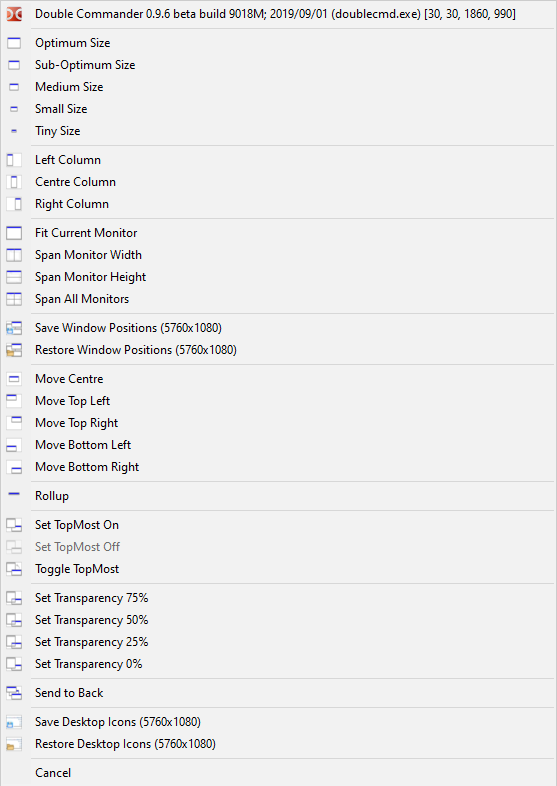 Double Commander 0.9.6 beta build 9018M; 2019/09/01 (doublecmd.exe) [30, 30, 1860, 990]
Optimum Size
Sub-Optimum Size
Medium Size
Small Size
Tiny Size
Left Column
Centre Column
Right Column
Fit Current Monitor
Span Monitor Width
Span Monitor Height
Span All Monitors
Save Window Positions (5760x1080)
Restore Window Positions (5760x1080)
Move Centre
Move Top Left
Move Top Right
Move Bottom Left
Move Bottom Right
Rollup
Set TopMost On
Set TopMost Off
Toggle TopMost
Set Transparency 75%
Set Transparency 50%
Set Transparency 25%
Set Transparency 0%
Send to Back
Save Desktop Icons (5760x1080)
Restore Desktop Icons (5760x1080)
Cancel